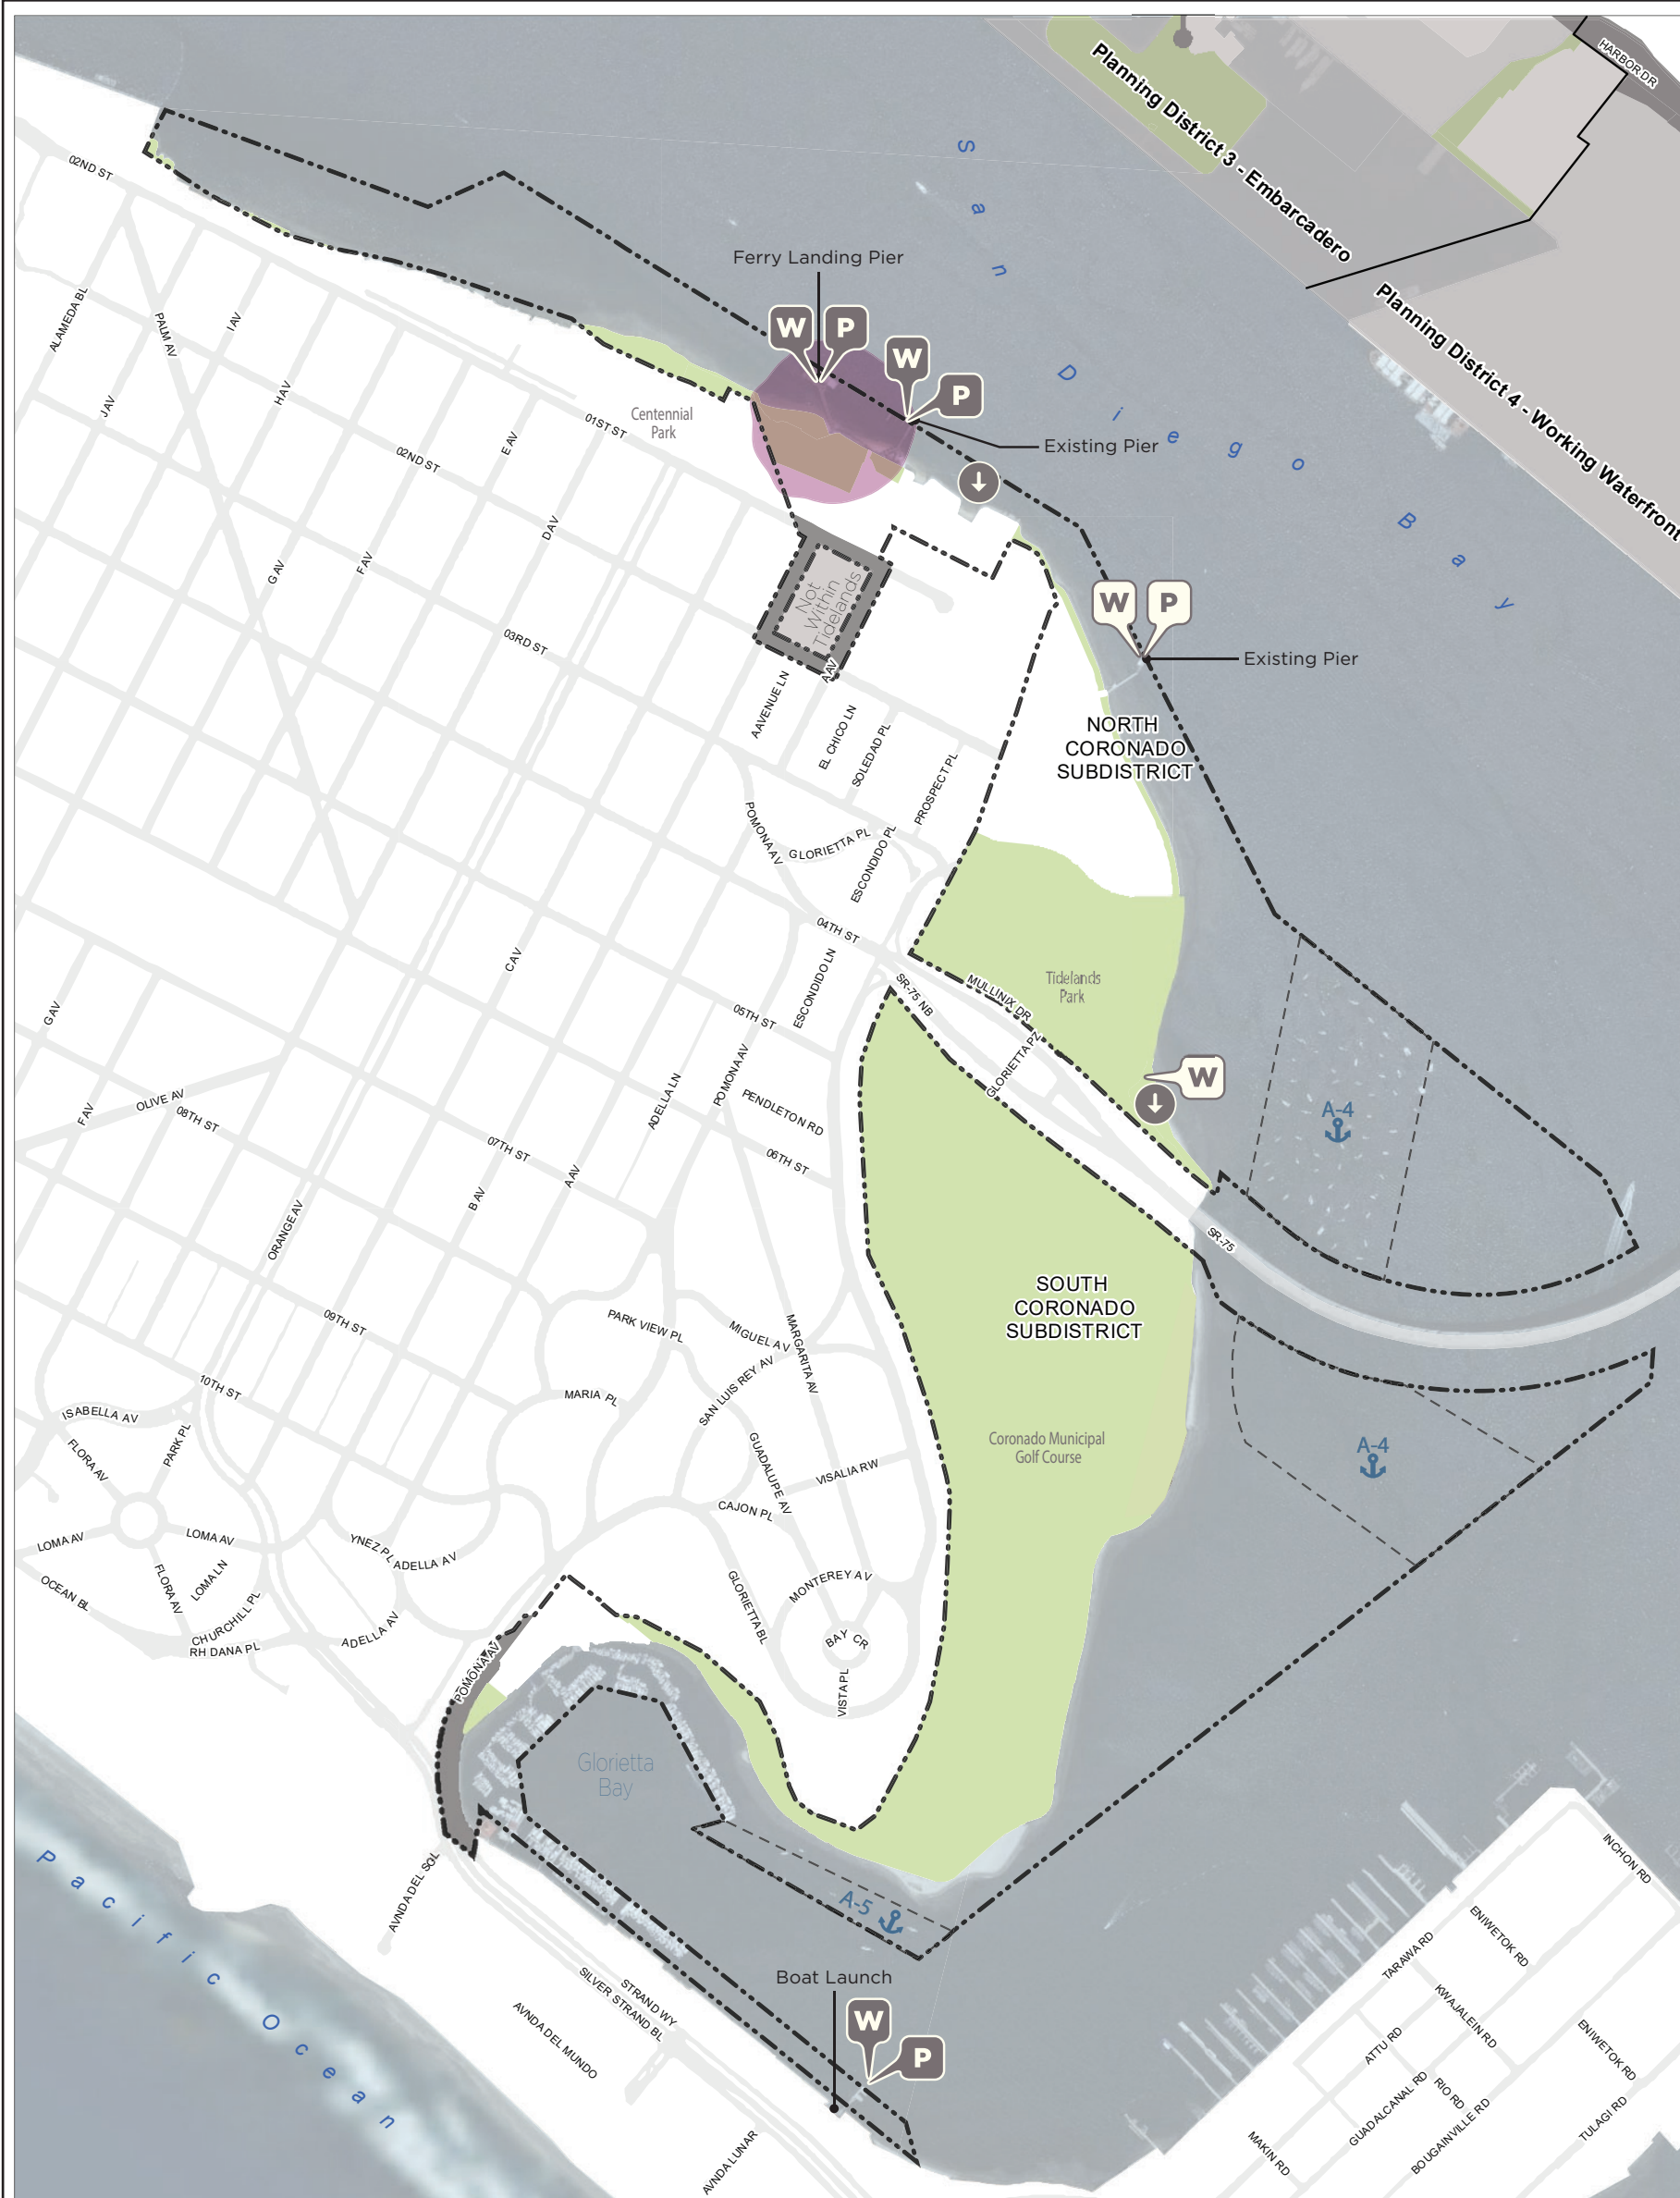 HARBOR DR
Planning District 3 - Embarcadero
Planning District 4 - Working Waterfront
San Diego Bay
02ND ST
ALAMEDA BL
PALM AV
I AV
J AV
H AV
Ferry Landing Pier
W
P
W
P
Existing Pier
Centennial
Park
01ST ST
02ND ST
E AV
D AV
G AV
F AV
03RD ST
Not
Within
Tidelands
A AV
AAVENUE LN
EL CHICO LN
SOLEDAD PL
PROSPECT PL
W
P
Existing Pier
NORTH
CORONADO
SUBDISTRICT
POMONA AV
GLORIETTA PL
ESCONDIDO PL
04TH ST
C AV
ESCONDIDO LN
SR-75 NB
MULLINIX DR
Tidelands
Park
GLORIETTA PZ
W
G AV
05TH ST
POMONA AV
ADELLA LN
PENDLETON RD
06TH ST
OLIVE AV
F AV
08TH ST
07TH ST
A AV
B AV
ORANGE AV
A-4
SR-75
SOUTH
CORONADO
SUBDISTRICT
09TH ST
PARK VIEW PL
MIGUEL AV
MARGARITA AV
SAN LUIS REY AV
10TH ST
MARIA PL
ISABELLA AV
FLORA AV
PARK PL
GUADALUPE AV
VISALIA RW
CAJON PL
Coronado Municipal
Golf Course
A-4
LOMA AV
LOMA AV
YNEZ PL
ADELLA AV
FLORA AV
LOMA LN
OCEAN BL
CHURCHILL PL
RH DANA PL
ADELLA AV
GLORIETTA BL
MONTEREY AV
BAY CR
VISTA PL
POMONA AV
Glorietta
Bay
A-5
AVNDA DEL SOL
Pacific Ocean
Boat Launch
W
P
STRAND WY
SILVER STRAND BL
AVNDA DEL MUNDO
AVNDA LUNAR
INCHON RD
ENIWETOK RD
TARAWA RD
KWAJALEIN RD
ATTU RD
ENIWETOK RD
RIO RD
GUADALCANAL RD
BOUGAINVILLE RD
TULAGI RD
MAKIN RD